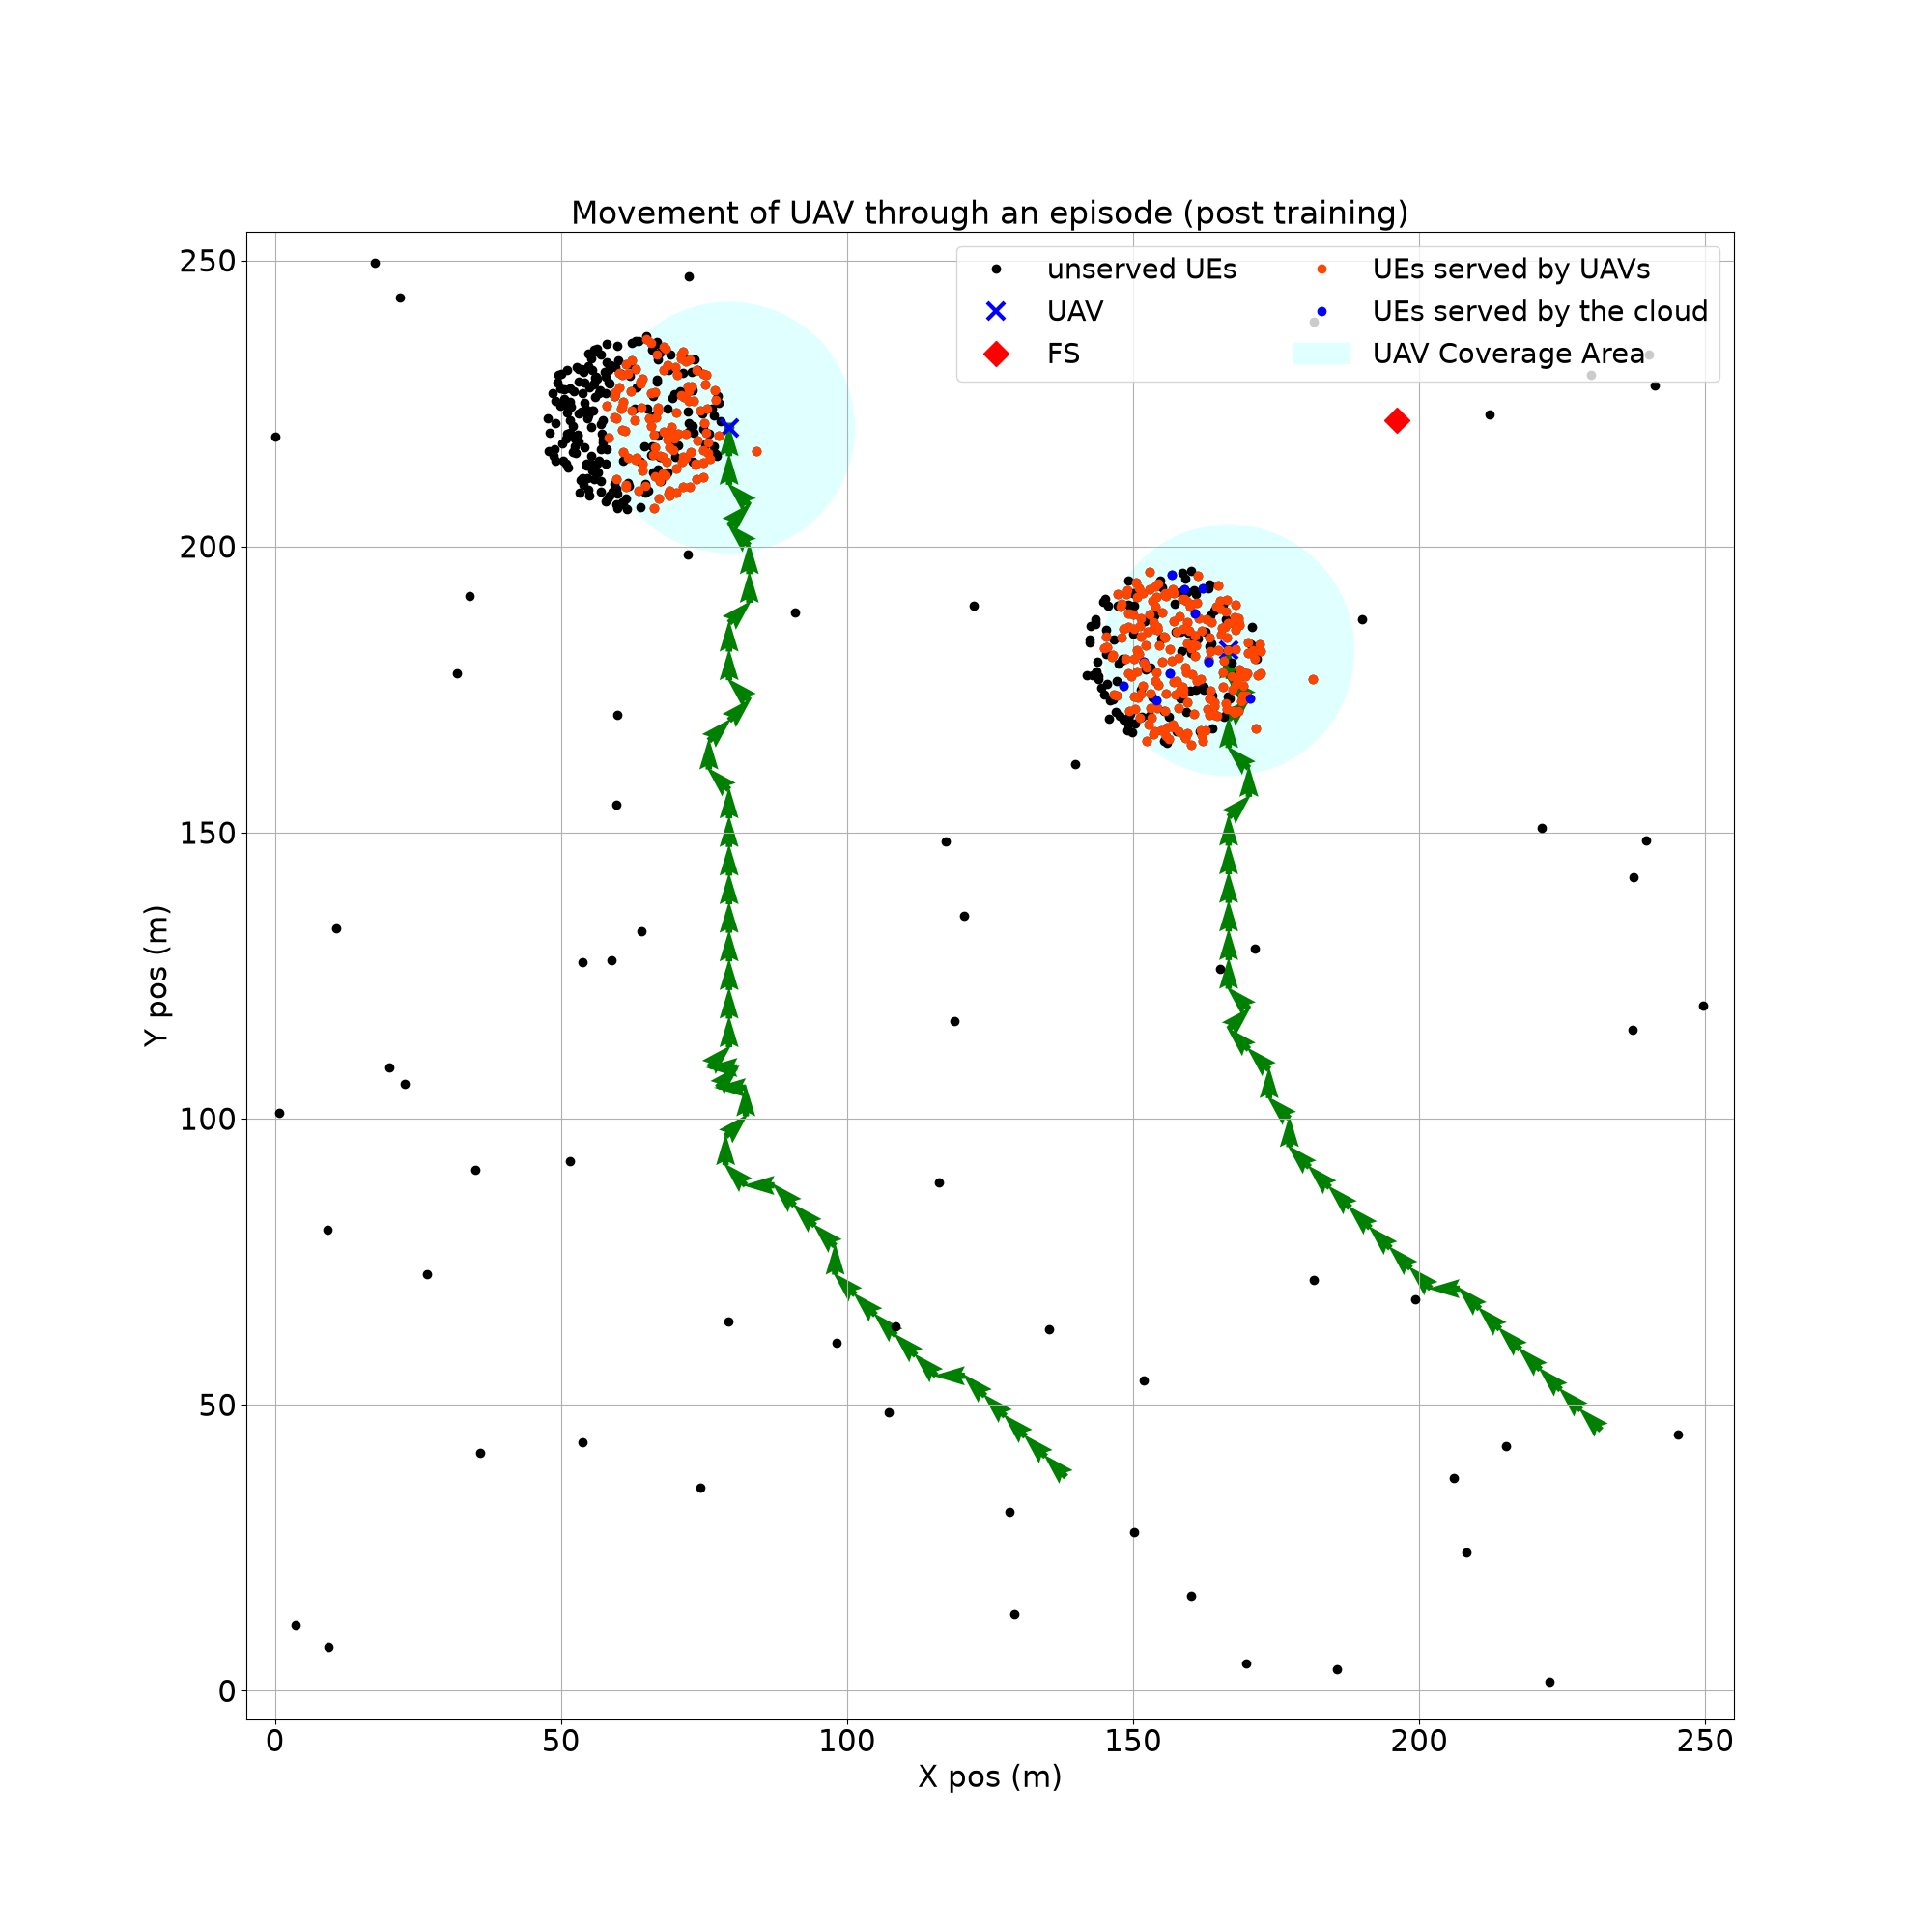 Movement of UAV through an episode (post training)
unserved UEs
UAV
FS
UEs served by UAVs
UEs served by the cloud
UAV Coverage Area
250
200
150
100
50
0
Y pos (m)
0 50 100 150 200 250
X pos (m)